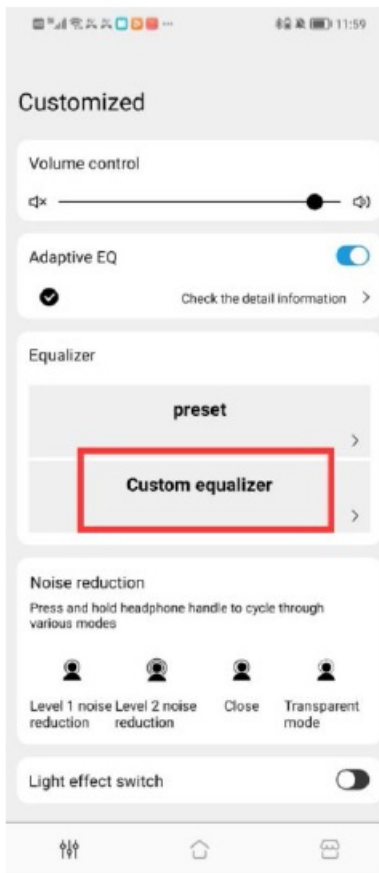 11:59
Customized
Volume control
Adaptive EQ
Check the detail information
Equalizer
preset
Custom equalizer
Noise reduction
Press and hold headphone handle to cycle through
various modes
Level 1 noise
reduction
Level 2 noise
reduction
Close
Transparent
mode
Light effect switch